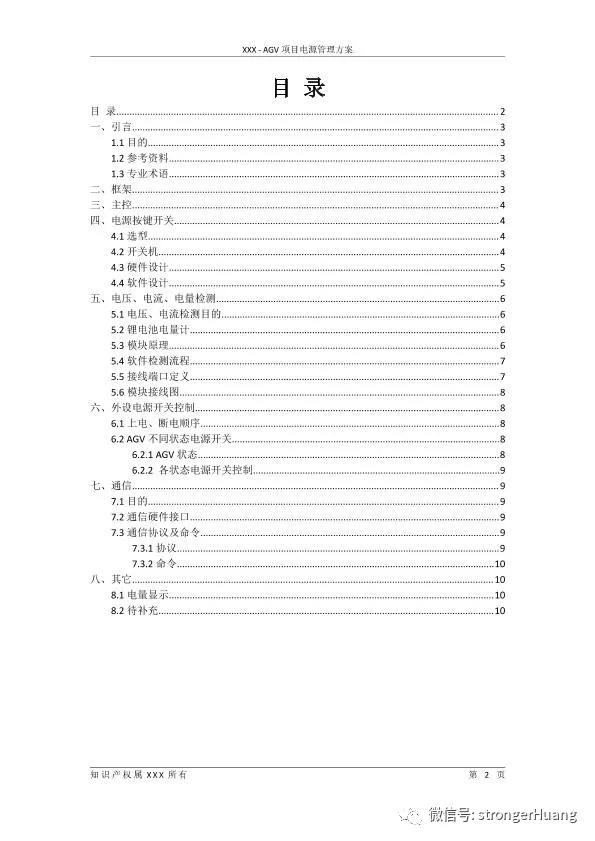 XXX - AGV 项目电源管理方案
目 录
目 录........2
一、引言........3
1.1 目的........3
1.2 参考资料........3
1.3 专业术语........3
二、框架........3
三、主控........4
四、电源按键开关........4
4.1 选型........4
4.2 开关机........4
4.3 硬件设计........5
4.4 软件设计........5
五、电压、电流、电量检测........6
5.1 电压、电流检测目的........6
5.2 锂电池电量计........6
5.3 模块原理........6
5.4 软件检测流程........7
5.5 接线端口定义........7
5.6 模块接线图........8
六、外设电源开关控制........8
6.1 上电、断电顺序........8
6.2 AGV 不同状态电源开关........8
6.2.1 AGV 状态........8
6.2.2 各状态电源开关控制........9
七、通信........9
7.1 目的........9
7.2 通信硬件接口........9
7.3 通信协议及命令........9
7.3.1 协议........9
7.3.2 命令........10
八、其它........10
8.1 电量显示........10
8.2 待补充........10
知识产权属 XXX 所有 第 2 页
微信号: strongerHuang